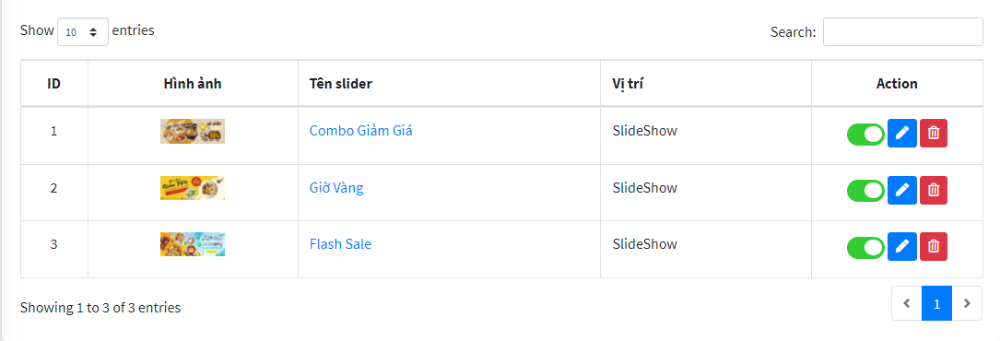 Show 10 entries
Search:
ID Hình ảnh Tên slider Vị trí Action
1 Combo Giảm Giá SlideShow
2 Giờ Vàng SlideShow
3 Flash Sale SlideShow
Showing 1 to 3 of 3 entries
1